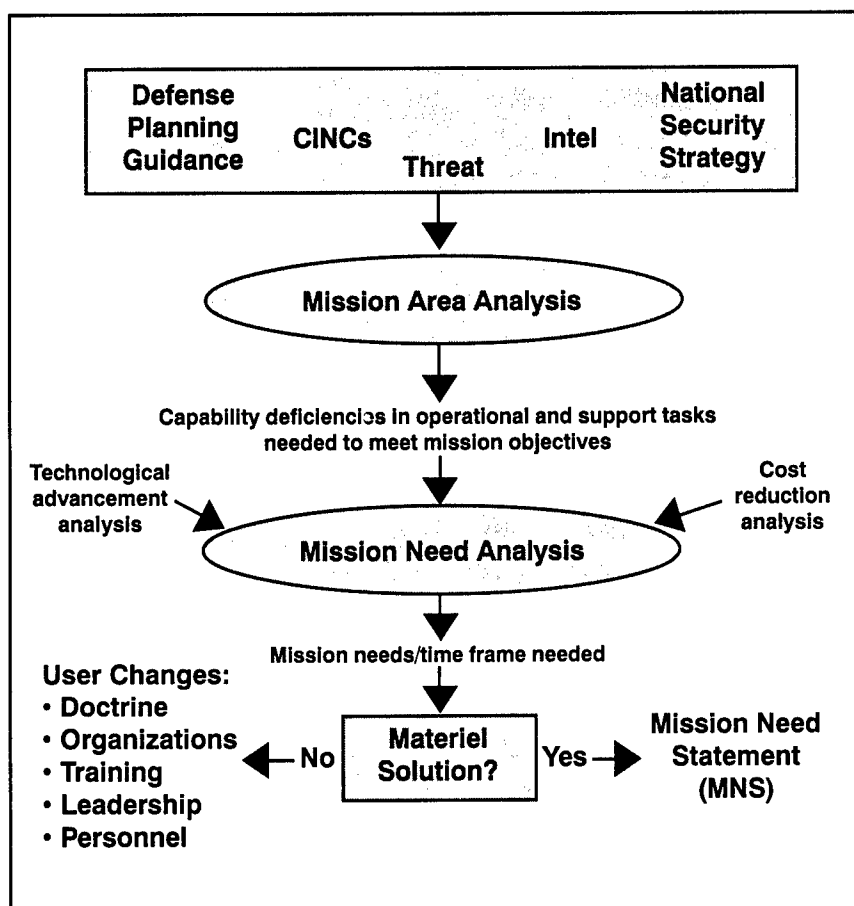 Defense
Planning
Guidance
CINCs
Threat
Intel
National
Security
Strategy
Mission Area Analysis
Capability deficiencies in operational and support tasks
needed to meet mission objectives
Technological
advancement
analysis
Cost
reduction
analysis
Mission Need Analysis
Mission needs/time frame needed
User Changes:
• Doctrine
• Organizations
• Training
• Leadership
• Personnel
No
Materiel
Solution?
Yes
Mission Need
Statement
(MNS)